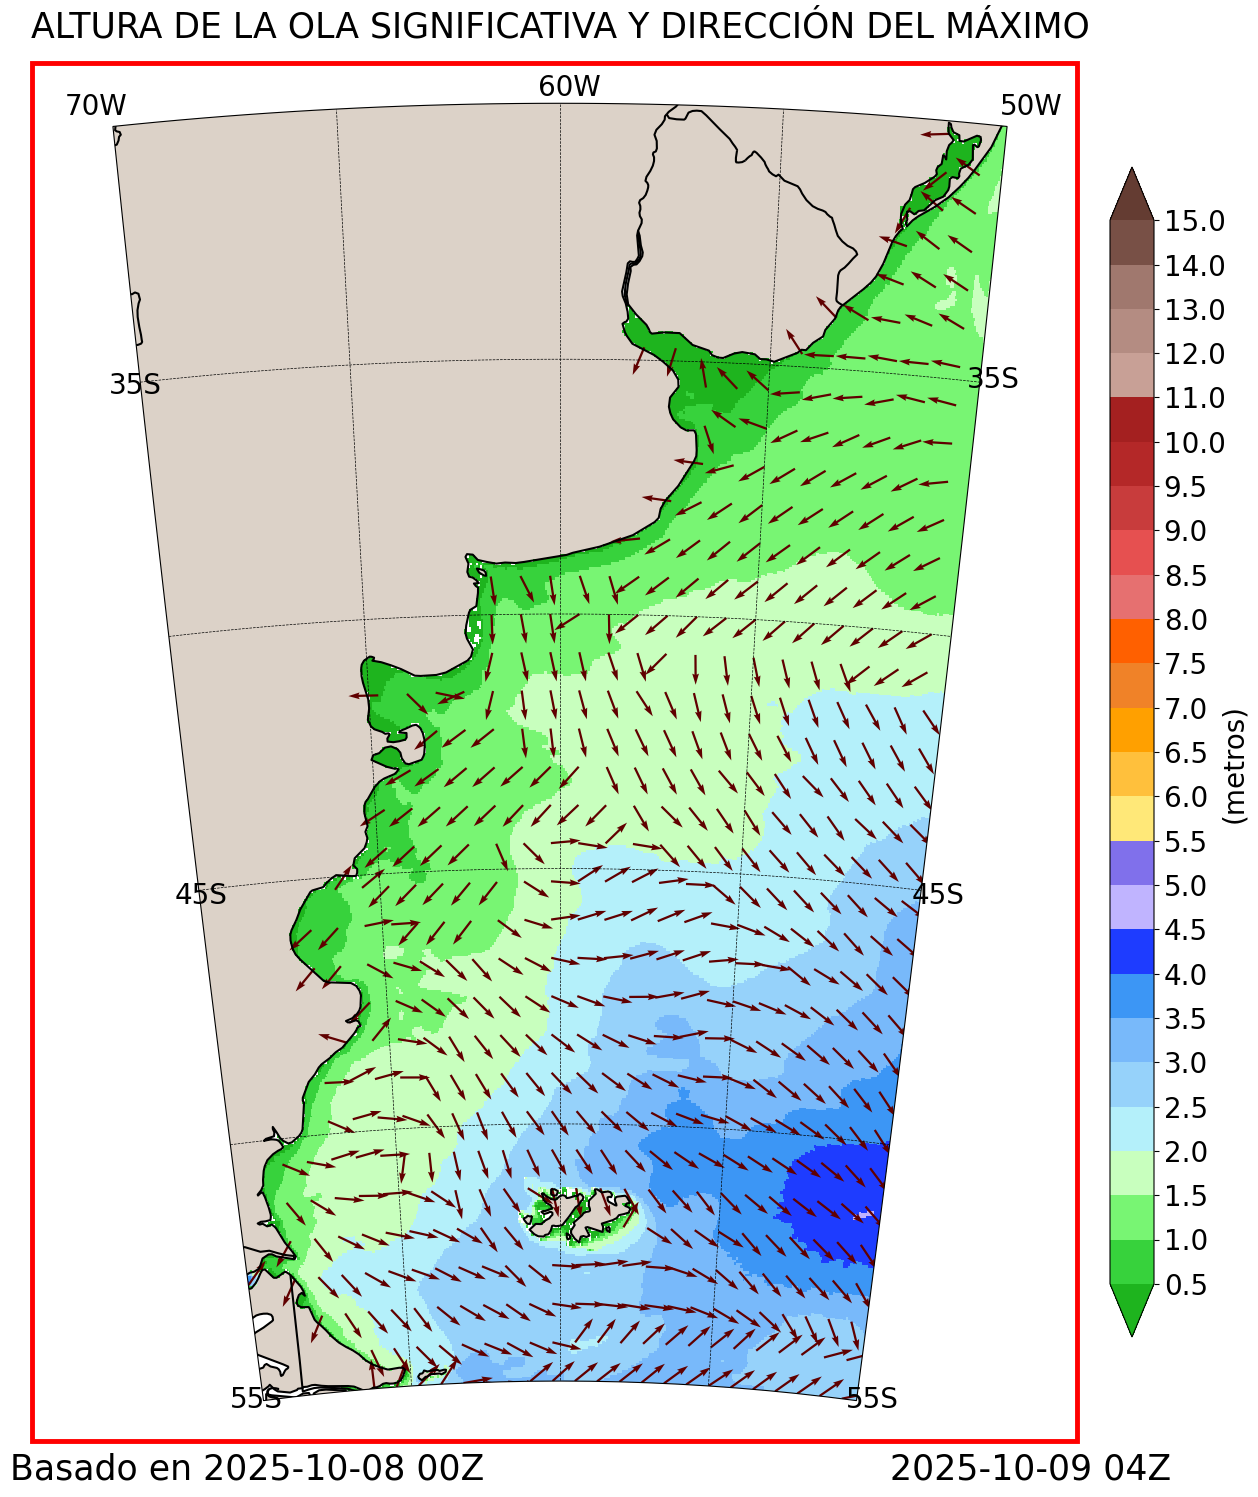 ALTURA DE LA OLA SIGNIFICATIVA Y DIRECCIÓN DEL MÁXIMO
70W
60W
50W
35S
35S
45S
45S
55S
55S
15.0
14.0
13.0
12.0
11.0
10.0
9.5
9.0
8.5
8.0
7.5
7.0
6.5
6.0
5.5
5.0
4.5
4.0
3.5
3.0
2.5
2.0
1.5
1.0
0.5
(metros)
Basado en 2025-10-08 00Z
2025-10-09 04Z